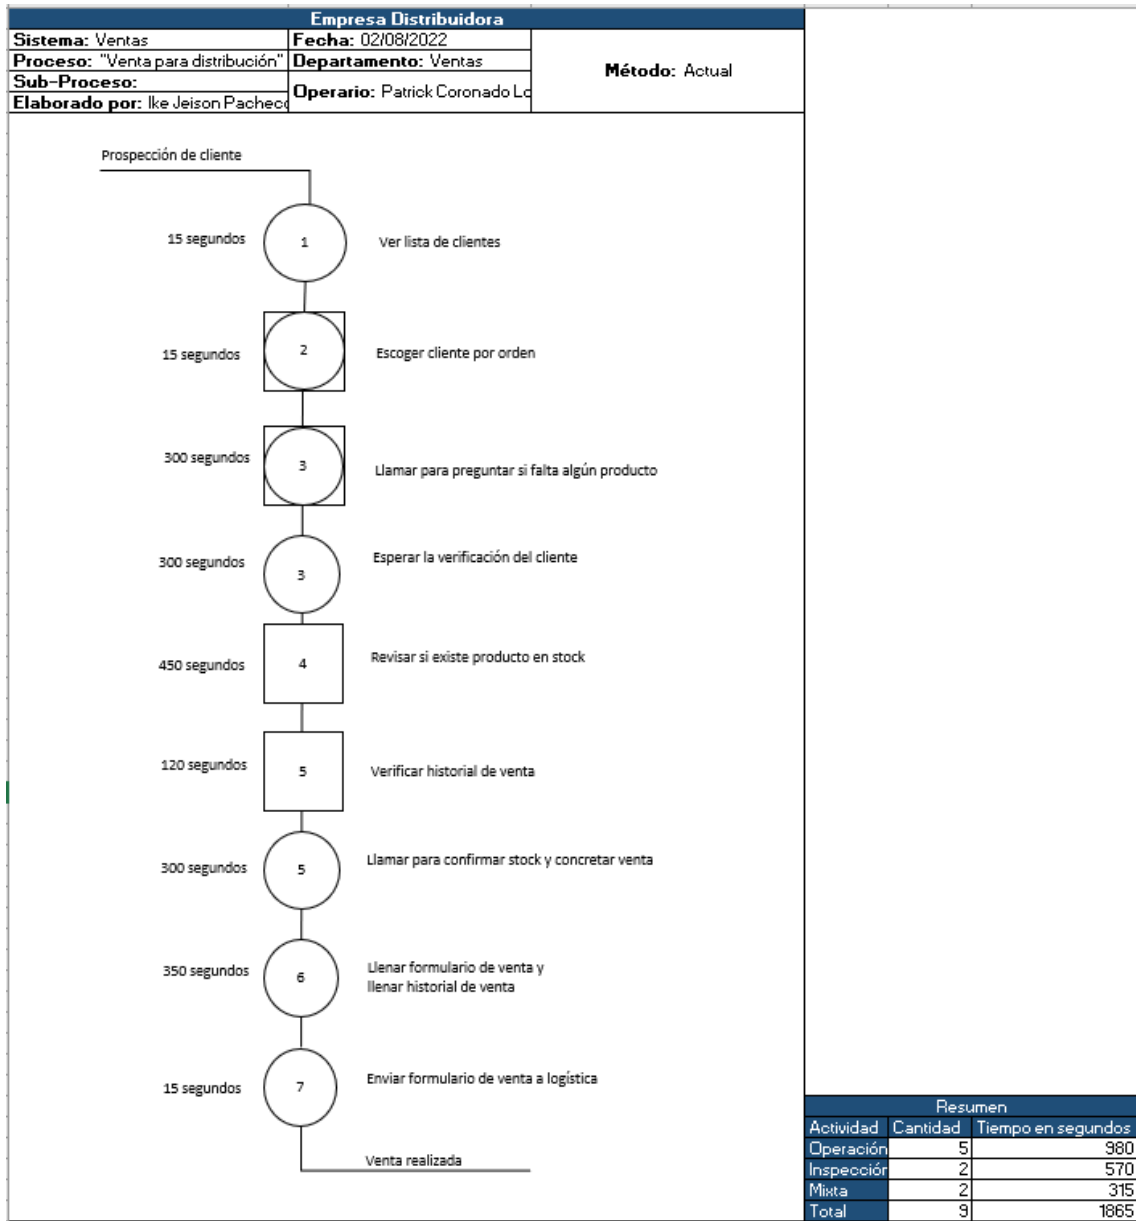 Empresa Distribuidora
Sistema: Ventas
Fecha: 02/08/2022
Proceso: "Venta para distribución"
Departamento: Ventas
Método: Actual
Sub-Proceso:
Operario: Patrick Coronado Lo
Elaborado por: Ike Jeison Pacheco
Prospección de cliente
15 segundos 1 Ver lista de clientes
15 segundos 2 Escoger cliente por orden
300 segundos 3 Llamar para preguntar si falta algún producto
300 segundos 3 Esperar la verificación del cliente
450 segundos 4 Revisar si existe producto en stock
120 segundos 5 Verificar historial de venta
300 segundos 5 Llamar para confirmar stock y concretar venta
350 segundos 6 Llenar formulario de venta y
llenar historial de venta
15 segundos 7 Enviar formulario de venta a logística
Venta realizada
Resumen
Actividad Cantidad Tiempo en segundos
Operación 5 980
Inspección 2 570
Mixta 2 315
Total 9 1865